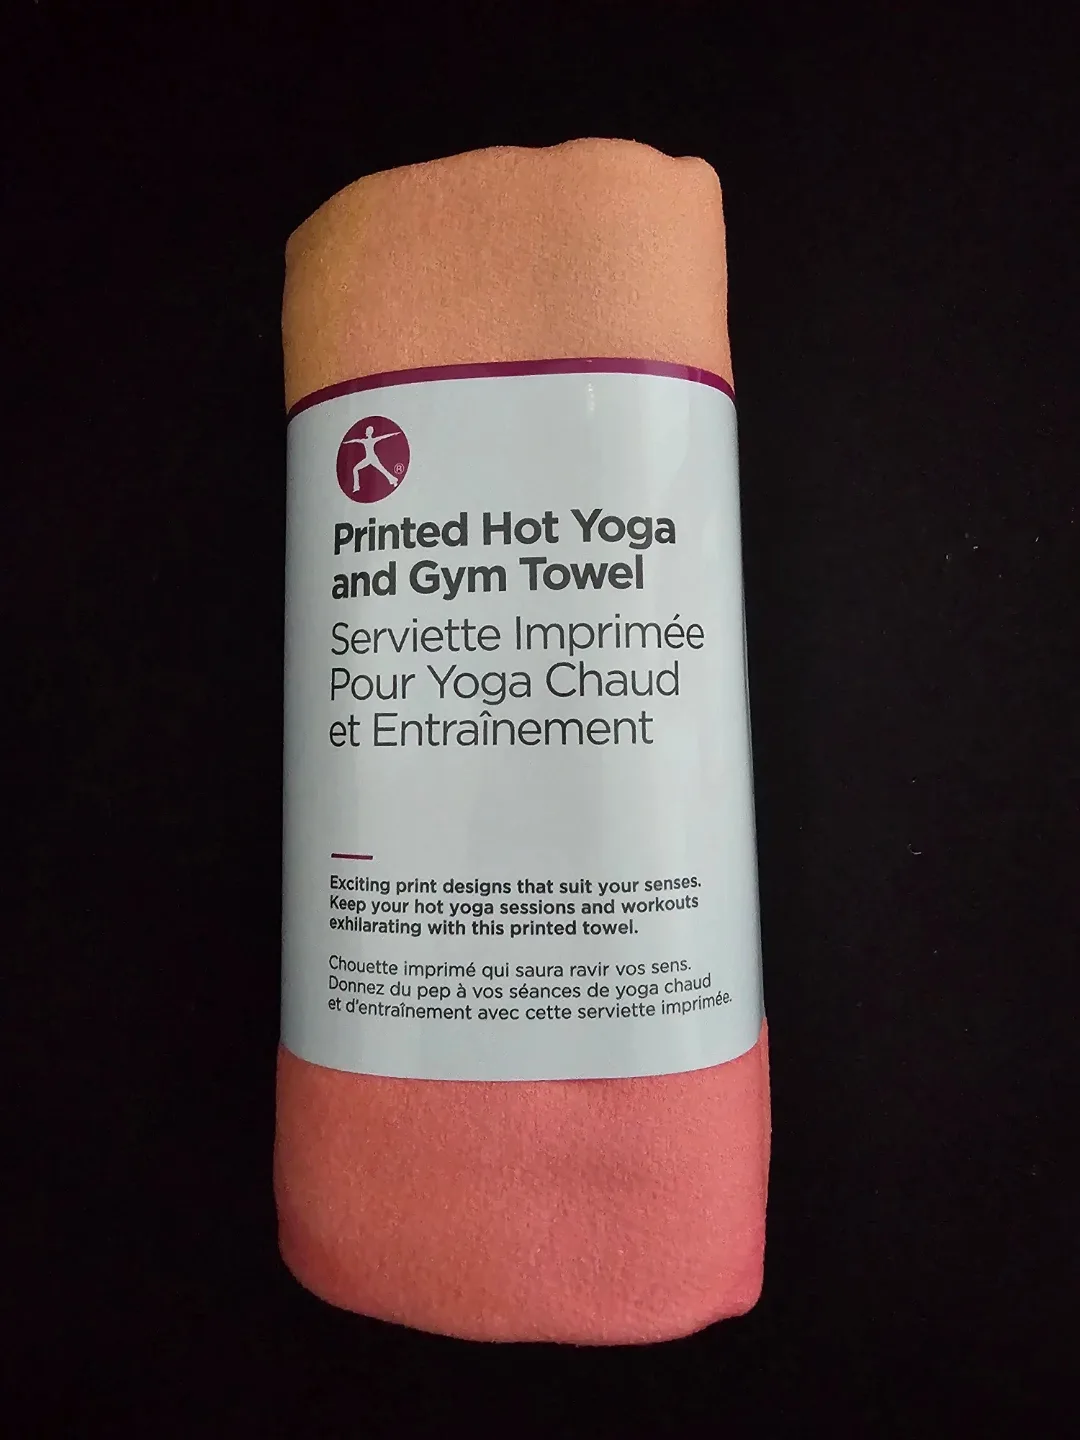 ®
Printed Hot Yoga
and Gym Towel
Serviette Imprimée
Pour Yoga Chaud
et Entraînement
Exciting print designs that suit your senses.
Keep your hot yoga sessions and workouts
exhilarating with this printed towel.
Chouette imprimé qui saura ravir vos sens.
Donnez du pep à vos séances de yoga chaud
et d'entraînement avec cette serviette imprimée.